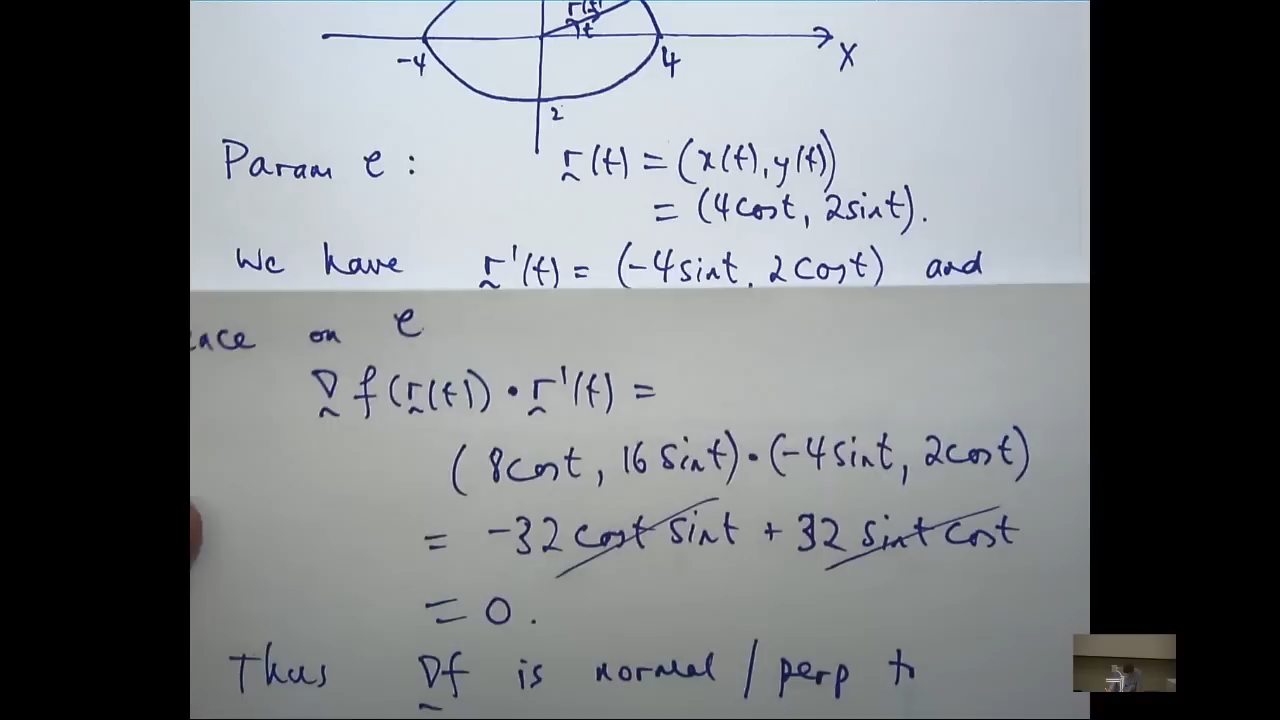 r(t)
t
-4
4
X
2
Param e : r(t) = (x(t), y(t))
= (4cost, 2sint).
We have r'(t) = (-4sint, 2cost) and
on e
∇f(r(t)) • r'(t) =
(8cost, 16sint) • (-4sint, 2cost)
= -32 cost sint + 32 sint cost
= 0.
Thus ∇f is normal / perp to